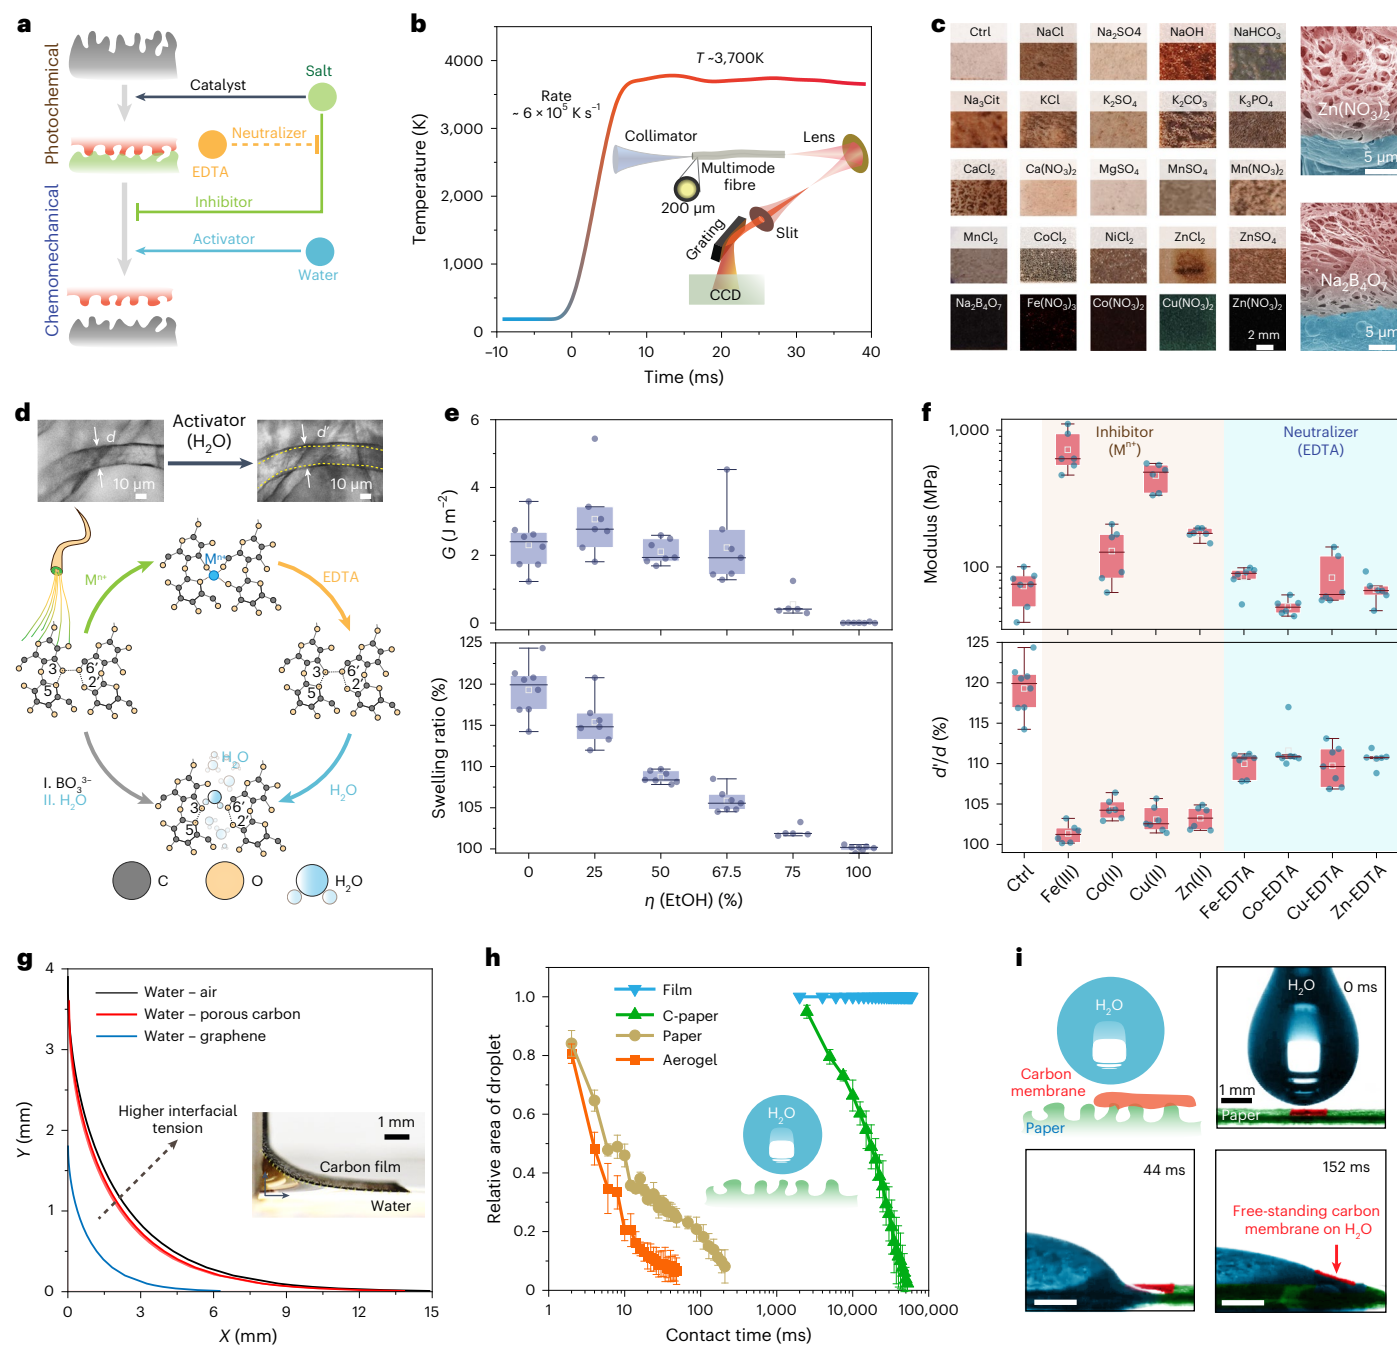 a
Photochemical
Chemomechanical
Salt
Catalyst
Neutralizer
EDTA
Inhibitor
Activator
Water
b
Temperature (K)
4000
3,000
2,000
1,000
0
T ~3,700K
Rate
~ 6 × 10⁵ K s⁻¹
Collimator
Lens
Multimode
fibre
200 μm
Grating
Slit
CCD
−10 0 10 20 30 40
Time (ms)
c
Ctrl NaCl Na₂SO4 NaOH NaHCO₃
Na₃Cit KCl K₂SO₄ K₂CO₃ K₃PO₄
CaCl₂ Ca(NO₃)₂ MgSO₄ MnSO₄ Mn(NO₃)₂
MnCl₂ CoCl₂ NiCl₂ ZnCl₂ ZnSO₄
Na₂B₄O₇ Fe(NO₃)₃ Co(NO₃)₂ Cu(NO₃)₂ Zn(NO₃)₂
2 mm
Zn(NO₃)₂
5 μm
Na₂B₄O₇
5 μm
d
d
10 μm
Activator
(H₂O)
d′
10 μm
Mⁿ⁺
Mⁿ⁺
EDTA
3 6′
5 2′
3 6′
5 2′
I. BO₃³⁻
II. H₂O
H₂O
H₂O
3 6′
5 2′
C O H₂O
e
G (J m⁻²)
6
4
2
0
Swelling ratio (%)
125
120
115
110
105
100
0 25 50 67.5 75 100
η (EtOH) (%)
f
Modulus (MPa)
1,000
100
Inhibitor
(Mⁿ⁺)
Neutralizer
(EDTA)
d′/d (%)
125
120
115
110
105
100
Ctrl Fe(III) Co(II) Cu(II) Zn(II) Fe-EDTA Co-EDTA Cu-EDTA Zn-EDTA
g
Y (mm)
4
3
2
1
0
Water – air
Water – porous carbon
Water – graphene
Higher interfacial
tension
1 mm
Carbon film
Water
0 3 6 9 12 15
X (mm)
h
Relative area of droplet
1.0
0.8
0.6
0.4
0.2
0
Film
C-paper
Paper
Aerogel
H₂O
1 10 100 1,000 10,000 100,000
Contact time (ms)
i
H₂O
Carbon
membrane
Paper
H₂O
0 ms
1 mm
Paper
44 ms
152 ms
Free-standing carbon
membrane on H₂O